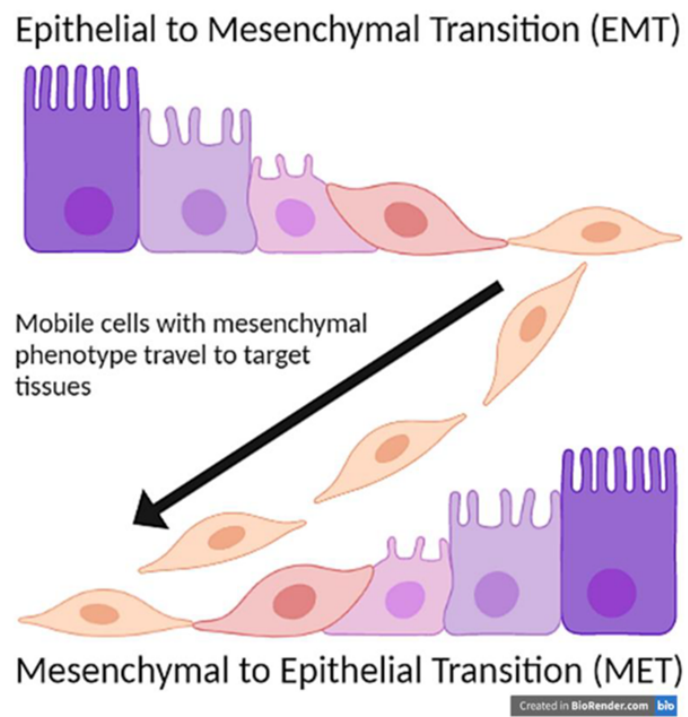 Epithelial to Mesenchymal Transition (EMT)
Mobile cells with mesenchymal
phenotype travel to target
tissues
Mesenchymal to Epithelial Transition (MET)
Created in BioRender.com bio